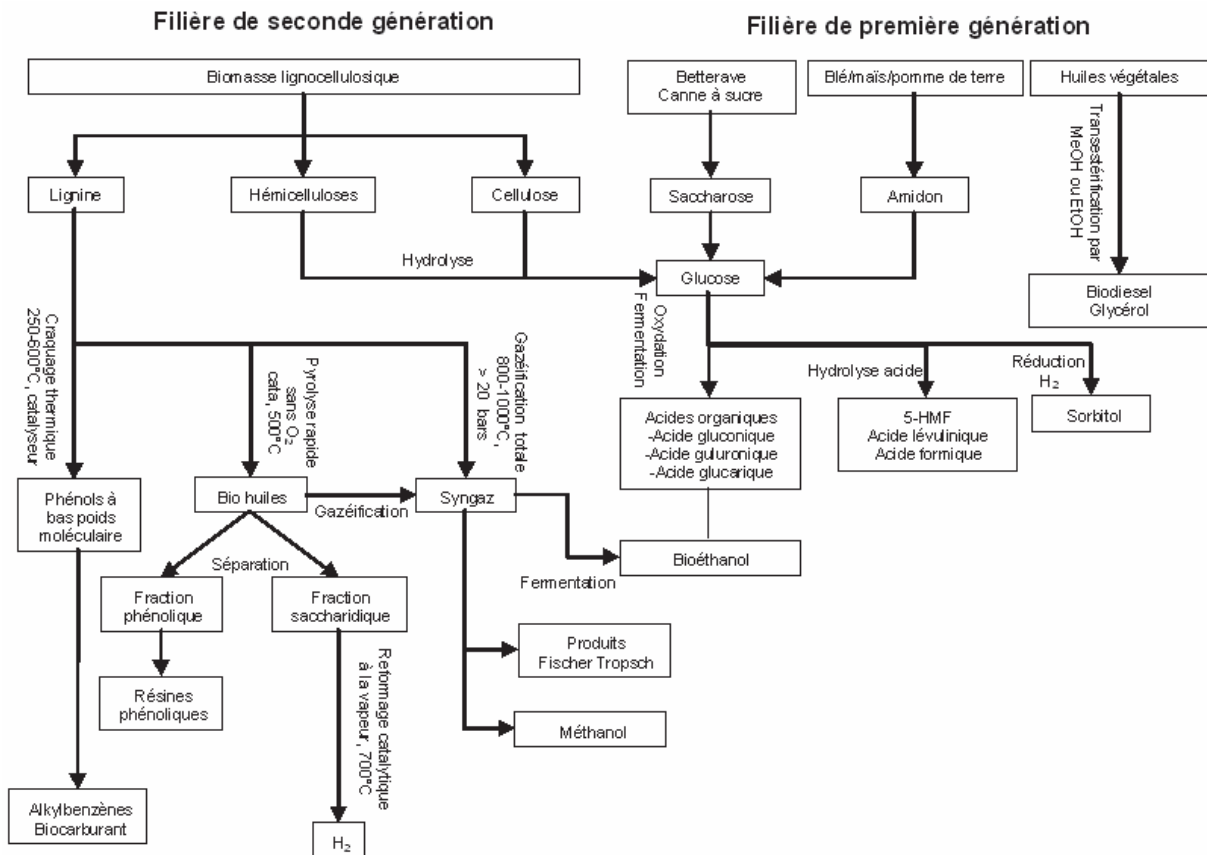 Filière de seconde génération
Filière de première génération
Biomasse lignocellulosique
Betterave
Canne à sucre
Blé/maïs/pomme de terre
Huiles végétales
Transestérification par
MeOH ou EtOH
Lignine
Hémicelluloses
Cellulose
Saccharose
Amidon
Hydrolyse
Glucose
Biodiesel
Glycérol
Craquage thermique
250-600°C, catalyseur
Pyrolyse rapide
sans O2
cata, 500°C
Gazéification totale
800-1000°C,
> 20 bars
Oxydation
Fermentation
Hydrolyse acide
Réduction
H2
Acides organiques
-Acide gluconique
-Acide guluronique
-Acide glucarique
5-HMF
Acide lévulinique
Acide formique
Sorbitol
Phénols à
bas poids
moléculaire
Bio huiles
Gazéification
Syngaz
Séparation
Fermentation
Bioéthanol
Fraction
phénolique
Fraction
saccharidique
Produits
Fischer Tropsch
Résines
phénoliques
Reformage catalytique
à la vapeur, 700°C
Méthanol
Alkylbenzènes
Biocarburant
H2